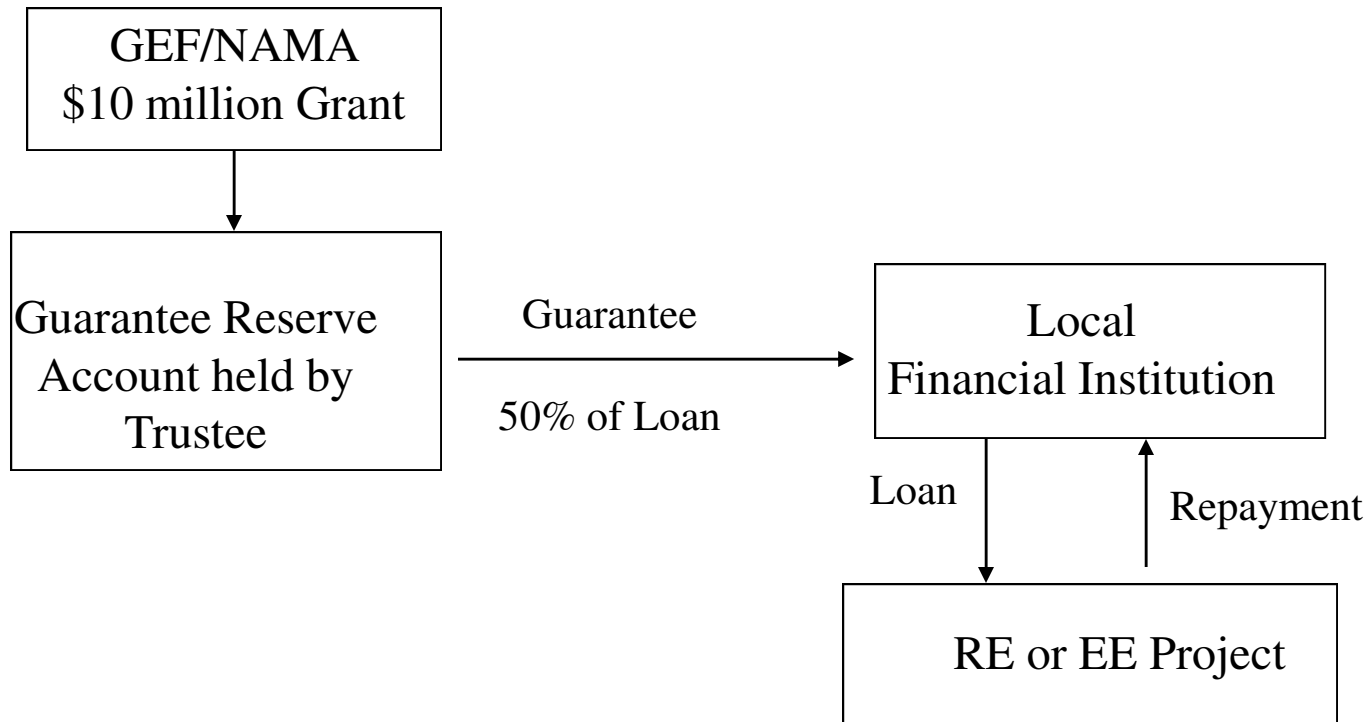 GEF/NAMA
$10 million Grant
Guarantee Reserve
Account held by
Trustee
Guarantee
50% of Loan
Local
Financial Institution
Loan
Repayment
RE or EE Project